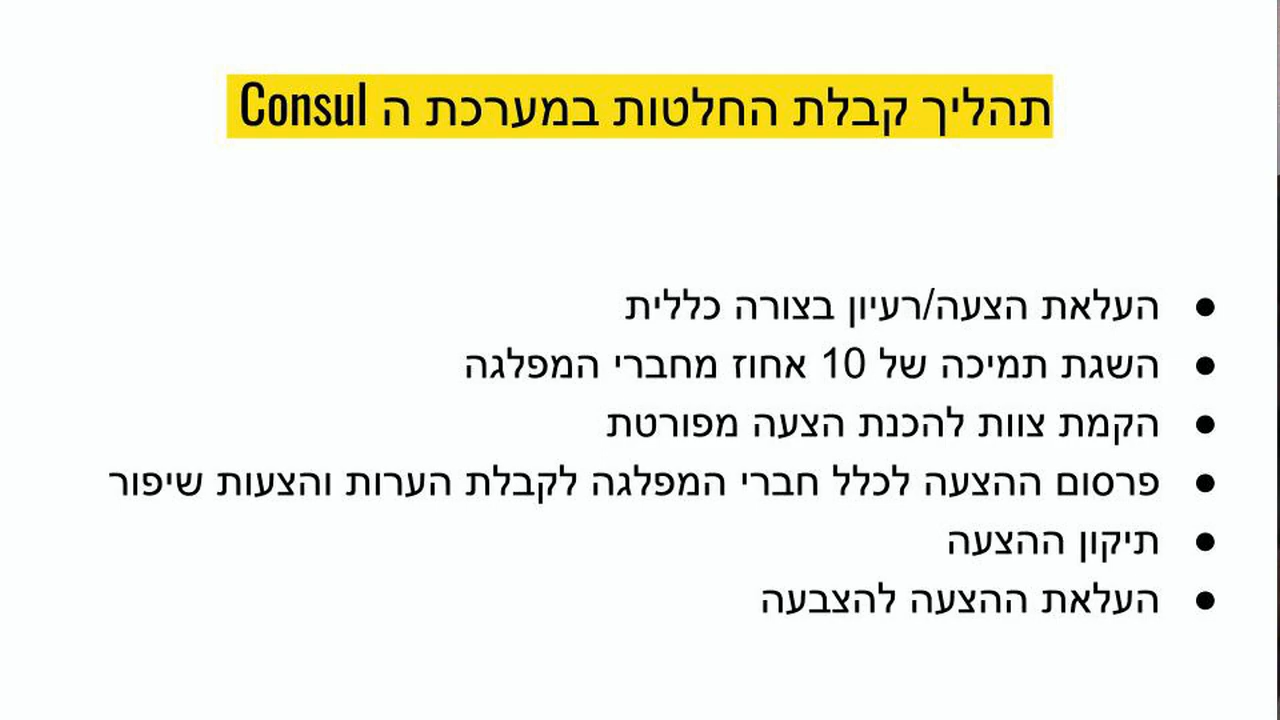 תהליך קבלת החלטות במערכת ה Consul
● העלאת הצעה/רעיון בצורה כללית
● השגת תמיכה של 10 אחוז מחברי המפלגה
● הקמת צוות להכנת הצעה מפורטת
● פרסום ההצעה לכלל חברי המפלגה לקבלת הערות והצעות שיפור
● תיקון ההצעה
● העלאת ההצעה להצבעה